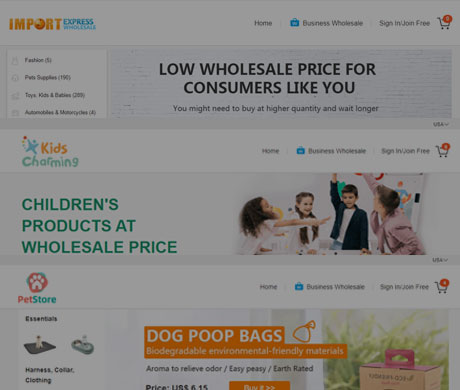 IMPORT EXPRESS
WHOLESALE
Home
Business Wholesale
Sign In/Join Free
Fashion (5)
Pets Supplies (190)
Toys, Kids & Babies (289)
Automobiles & Motorcycles (4)
LOW WHOLESALE PRICE FOR
CONSUMERS LIKE YOU
You might need to buy at higher quantity and wait longer
USA
Kids
Charming
Home
Business Wholesale
Sign In/Join Free
CHILDREN'S
PRODUCTS AT
WHOLESALE PRICE
USA
PetStore
Home
Business Wholesale
Sign In/Join Free
Essentials
Harness, Collar,
Clothing
DOG POOP BAGS
Biodegradable environmental-friendly materials
Aroma to relieve odor / Easy peasy / Earth Rated
Price: US$ 6.15
Buy it >>